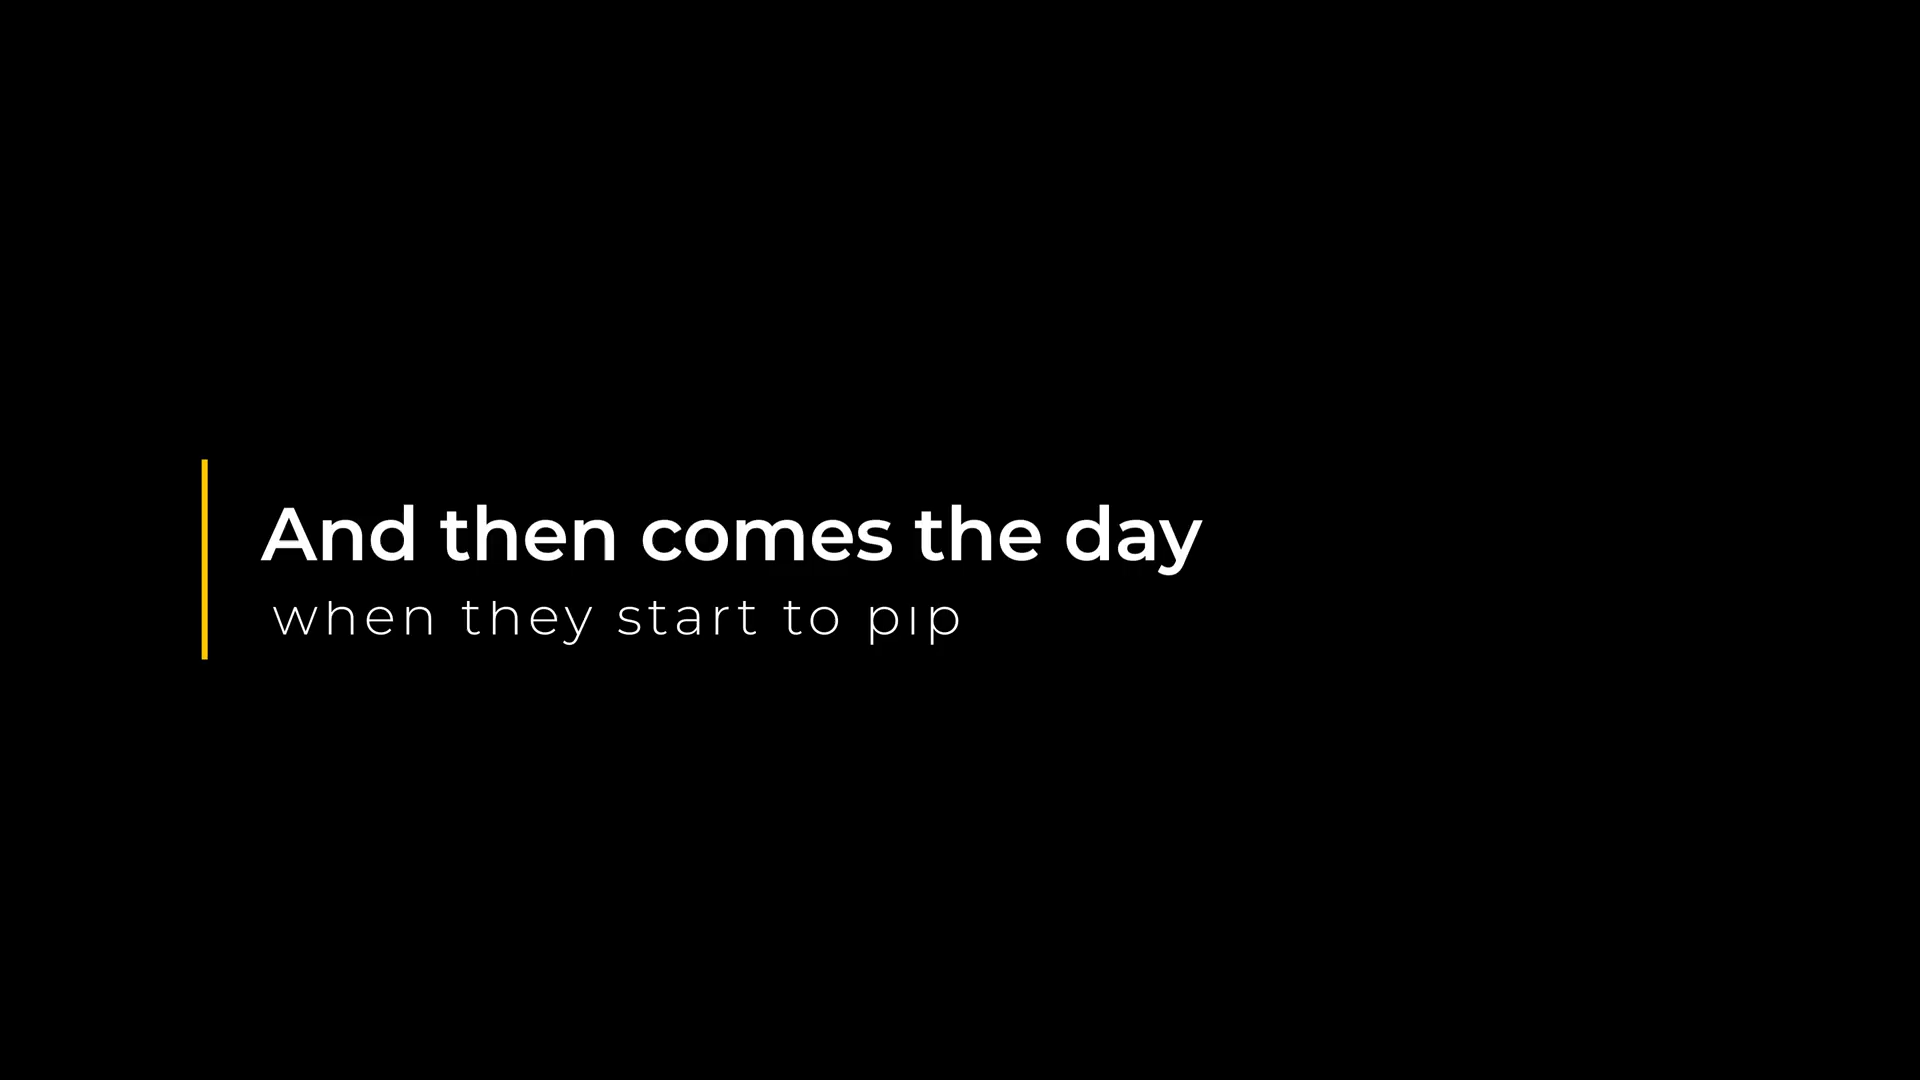 And then comes the day
when they start to pıp